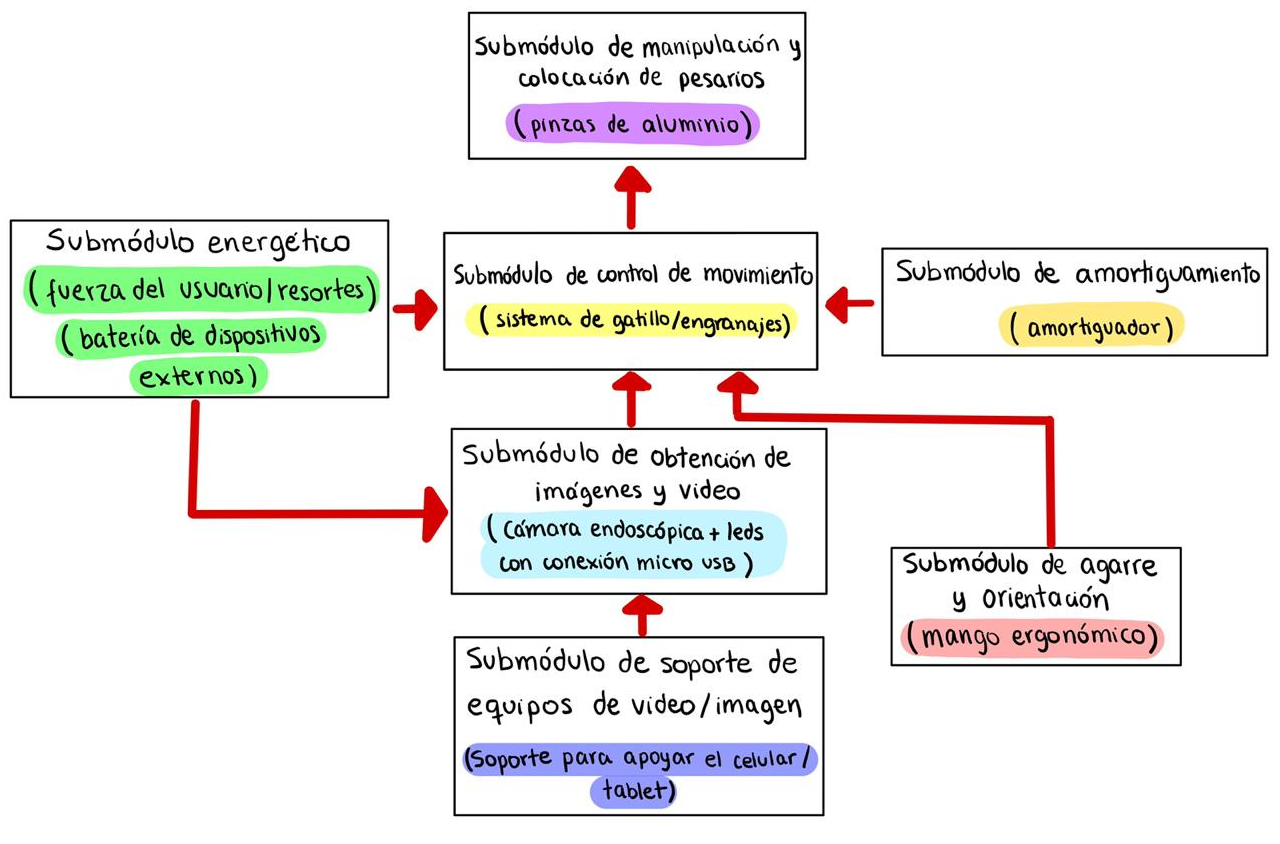 Submódulo de manipulación y
colocación de pesarios
(pinzas de aluminio)
Submódulo energético
(fuerza del usuario/resortes)
(batería de dispositivos
externos)
Submódulo de control de movimiento
(sistema de gatillo/engranajes)
Submódulo de amortiguamiento
(amortiguador)
Submódulo de obtención de
imágenes y video
(Cámara endoscópica + leds
con conexión micro USB)
Submódulo de agarre
y orientación
(mango ergonómico)
Submódulo de soporte de
equipos de video/imagen
(Soporte para apoyar el celular/
tablet)